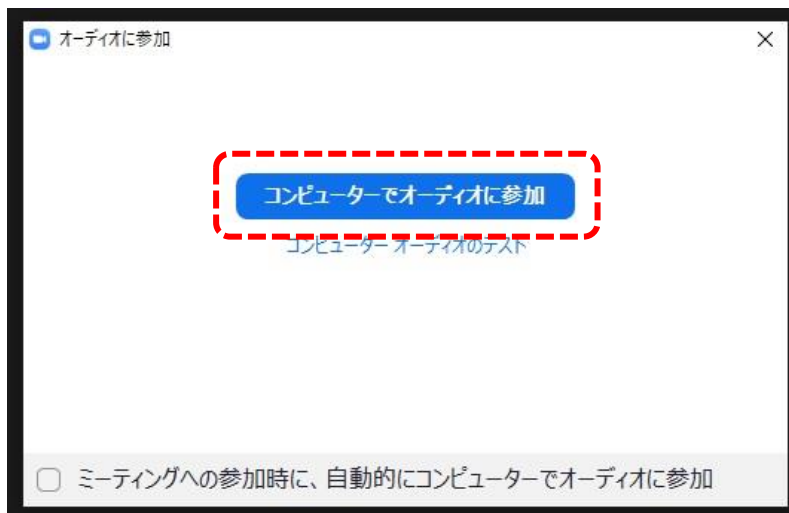 オーディオに参加
コンピューターでオーディオに参加
コンピューター オーディオのテスト
ミーティングへの参加時に、自動的にコンピューターでオーディオに参加